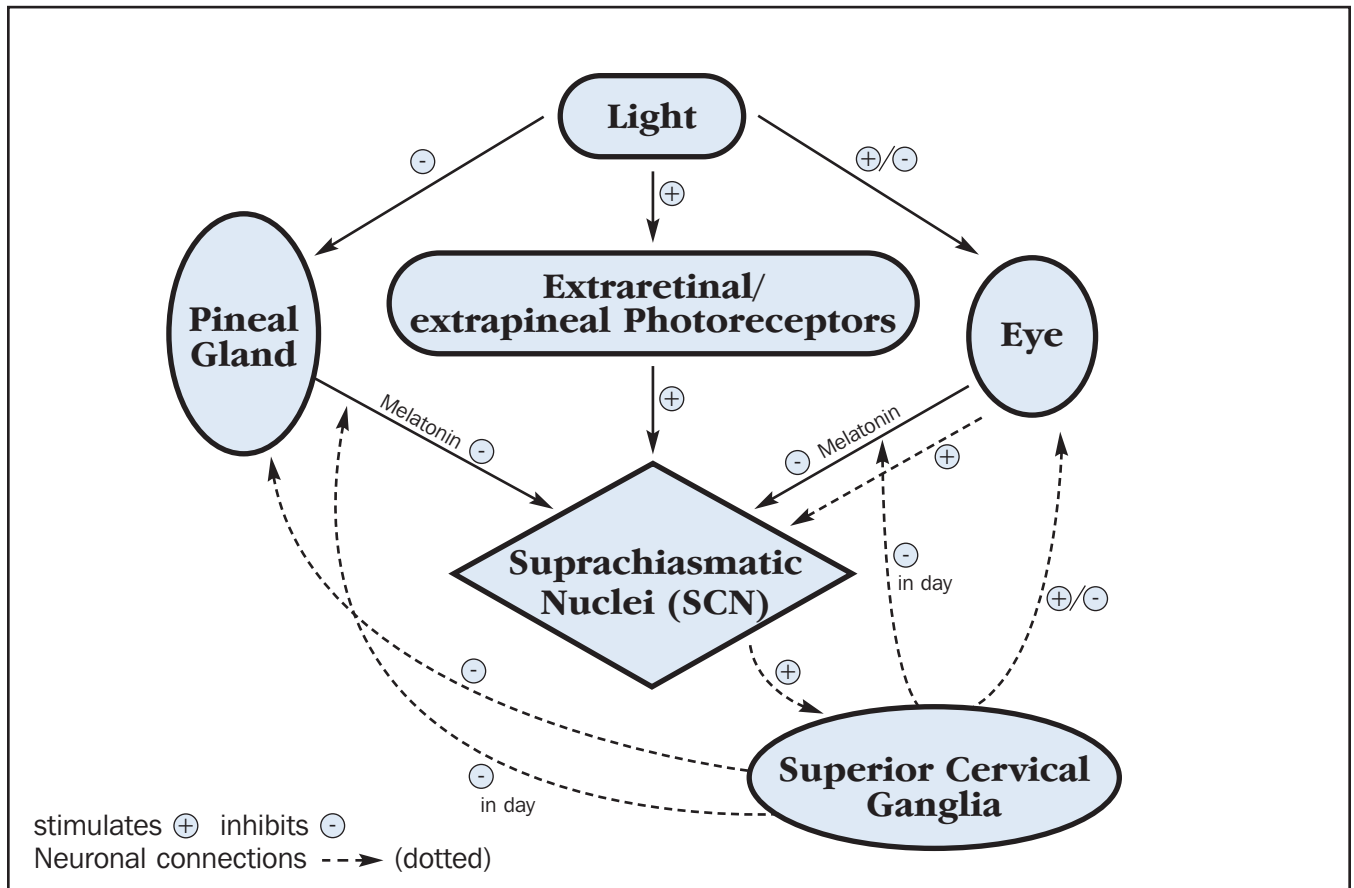 Light
-
+
+/-
Extraretinal/
extrapineal Photoreceptors
Pineal
Gland
Eye
Melatonin -
+
- Melatonin
+
Suprachiasmatic
Nuclei (SCN)
-
in day
+/-
+
-
-
in day
Superior Cervical
Ganglia
stimulates + inhibits -
Neuronal connections (dotted)